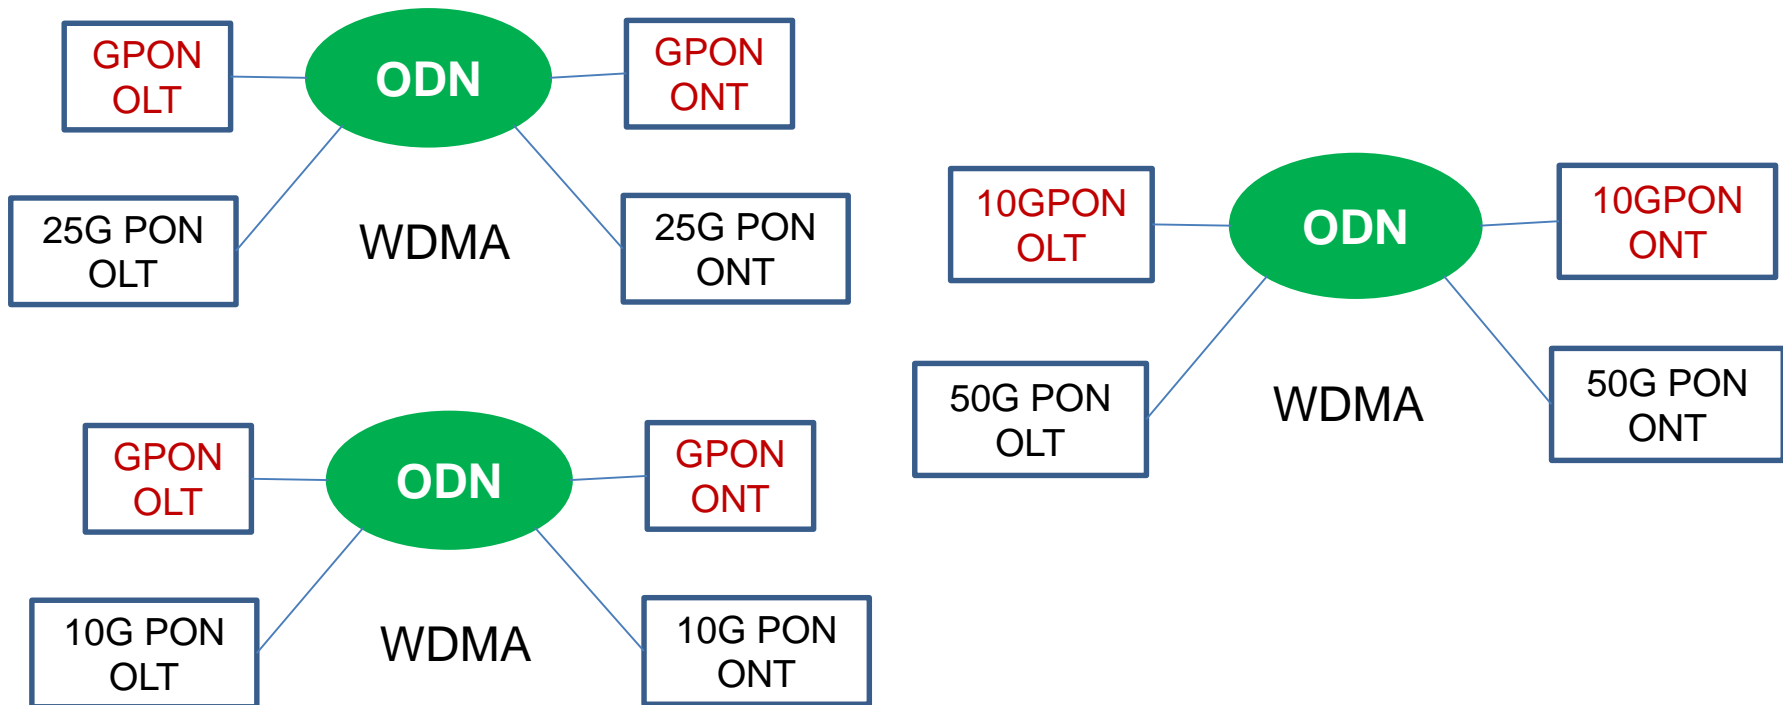 GPON
OLT
ODN
GPON
ONT
25G PON
OLT
WDMA
25G PON
ONT
GPON
OLT
ODN
GPON
ONT
10G PON
OLT
WDMA
10G PON
ONT
10GPON
OLT
ODN
10GPON
ONT
50G PON
OLT
WDMA
50G PON
ONT